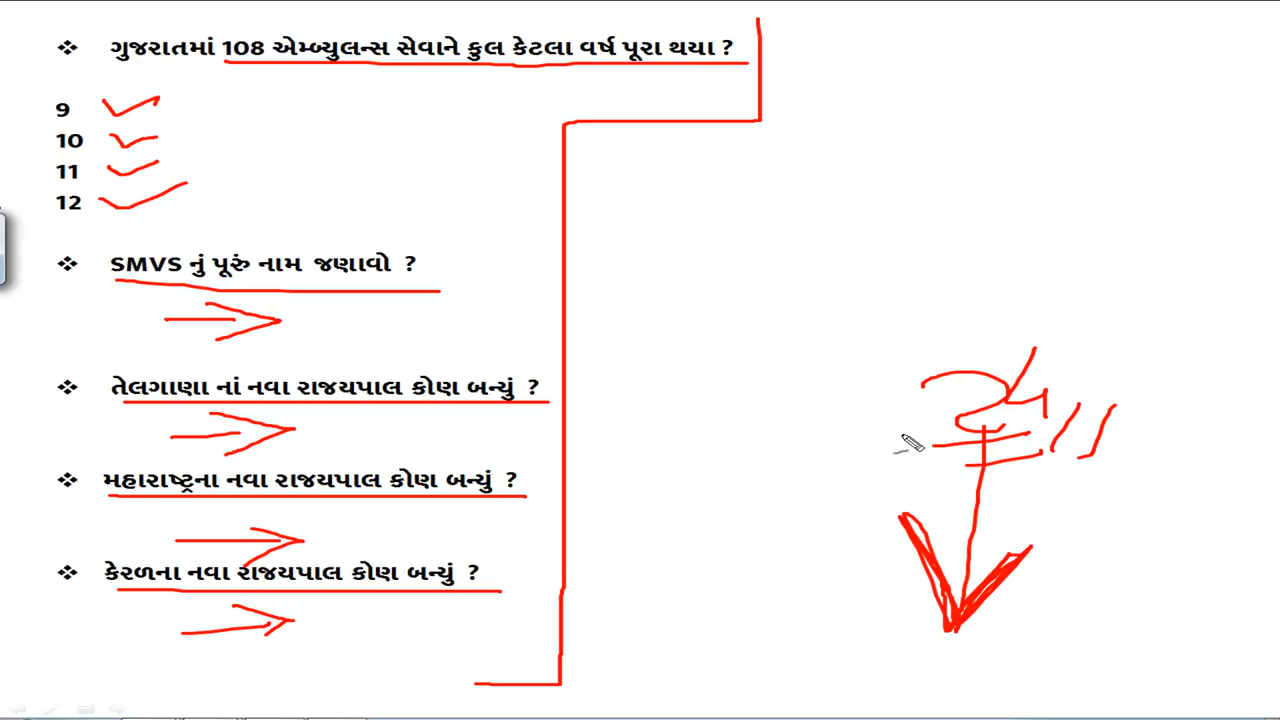 ❖ ગુજરાતમાં 108 એમ્બ્યુલન્સ સેવાને કુલ કેટલા વર્ષ પૂરા થયા ?
9
10
11
12
❖ SMVS નું પૂરું નામ જણાવો ?
❖ તેલગાણા નાં નવા રાજયપાલ કોણ બન્યું ?
❖ મહારાષ્ટ્રના નવા રાજયપાલ કોણ બન્યું ?
❖ કેરળના નવા રાજયપાલ કોણ બન્યું ?